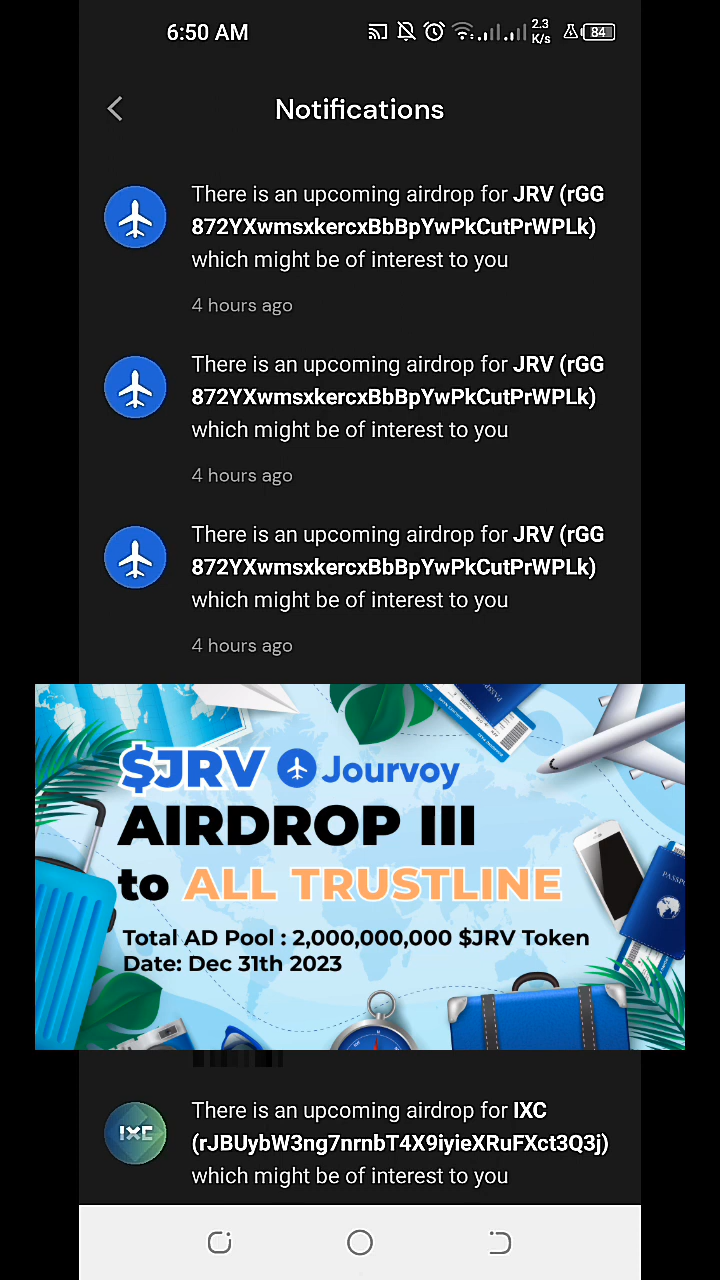 6:50 AM
2.3
K/s
84
Notifications
There is an upcoming airdrop for JRV (rGG
872YXwmsxkercxBbBpYwPkCutPrWPLk)
which might be of interest to you
4 hours ago
There is an upcoming airdrop for JRV (rGG
872YXwmsxkercxBbBpYwPkCutPrWPLk)
which might be of interest to you
4 hours ago
There is an upcoming airdrop for JRV (rGG
872YXwmsxkercxBbBpYwPkCutPrWPLk)
which might be of interest to you
4 hours ago
$JRV Jourvoy
AIRDROP III
to ALL TRUSTLINE
Total AD Pool : 2,000,000,000 $JRV Token
Date: Dec 31th 2023
IXC
There is an upcoming airdrop for IXC
(rJBUybW3ng7nrnbT4X9iyieXRuFXct3Q3j)
which might be of interest to you